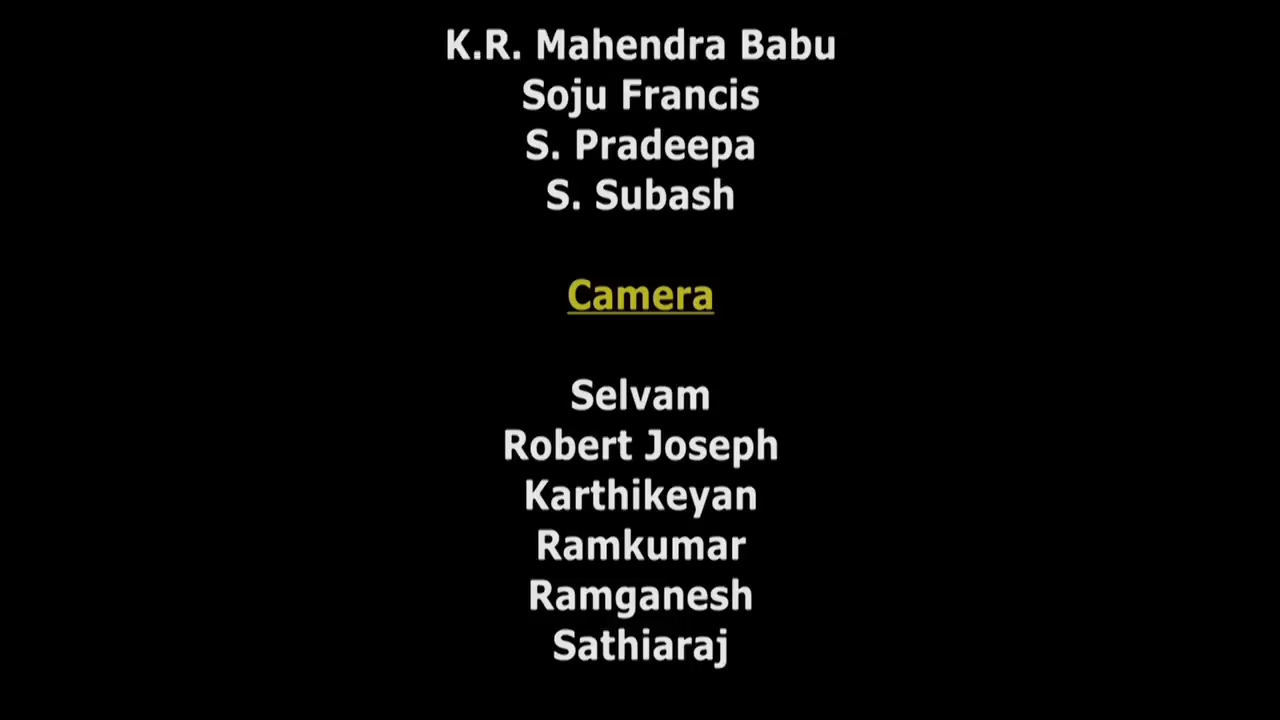 K.R. Mahendra Babu
Soju Francis
S. Pradeepa
S. Subash
Camera
Selvam
Robert Joseph
Karthikeyan
Ramkumar
Ramganesh
Sathiaraj